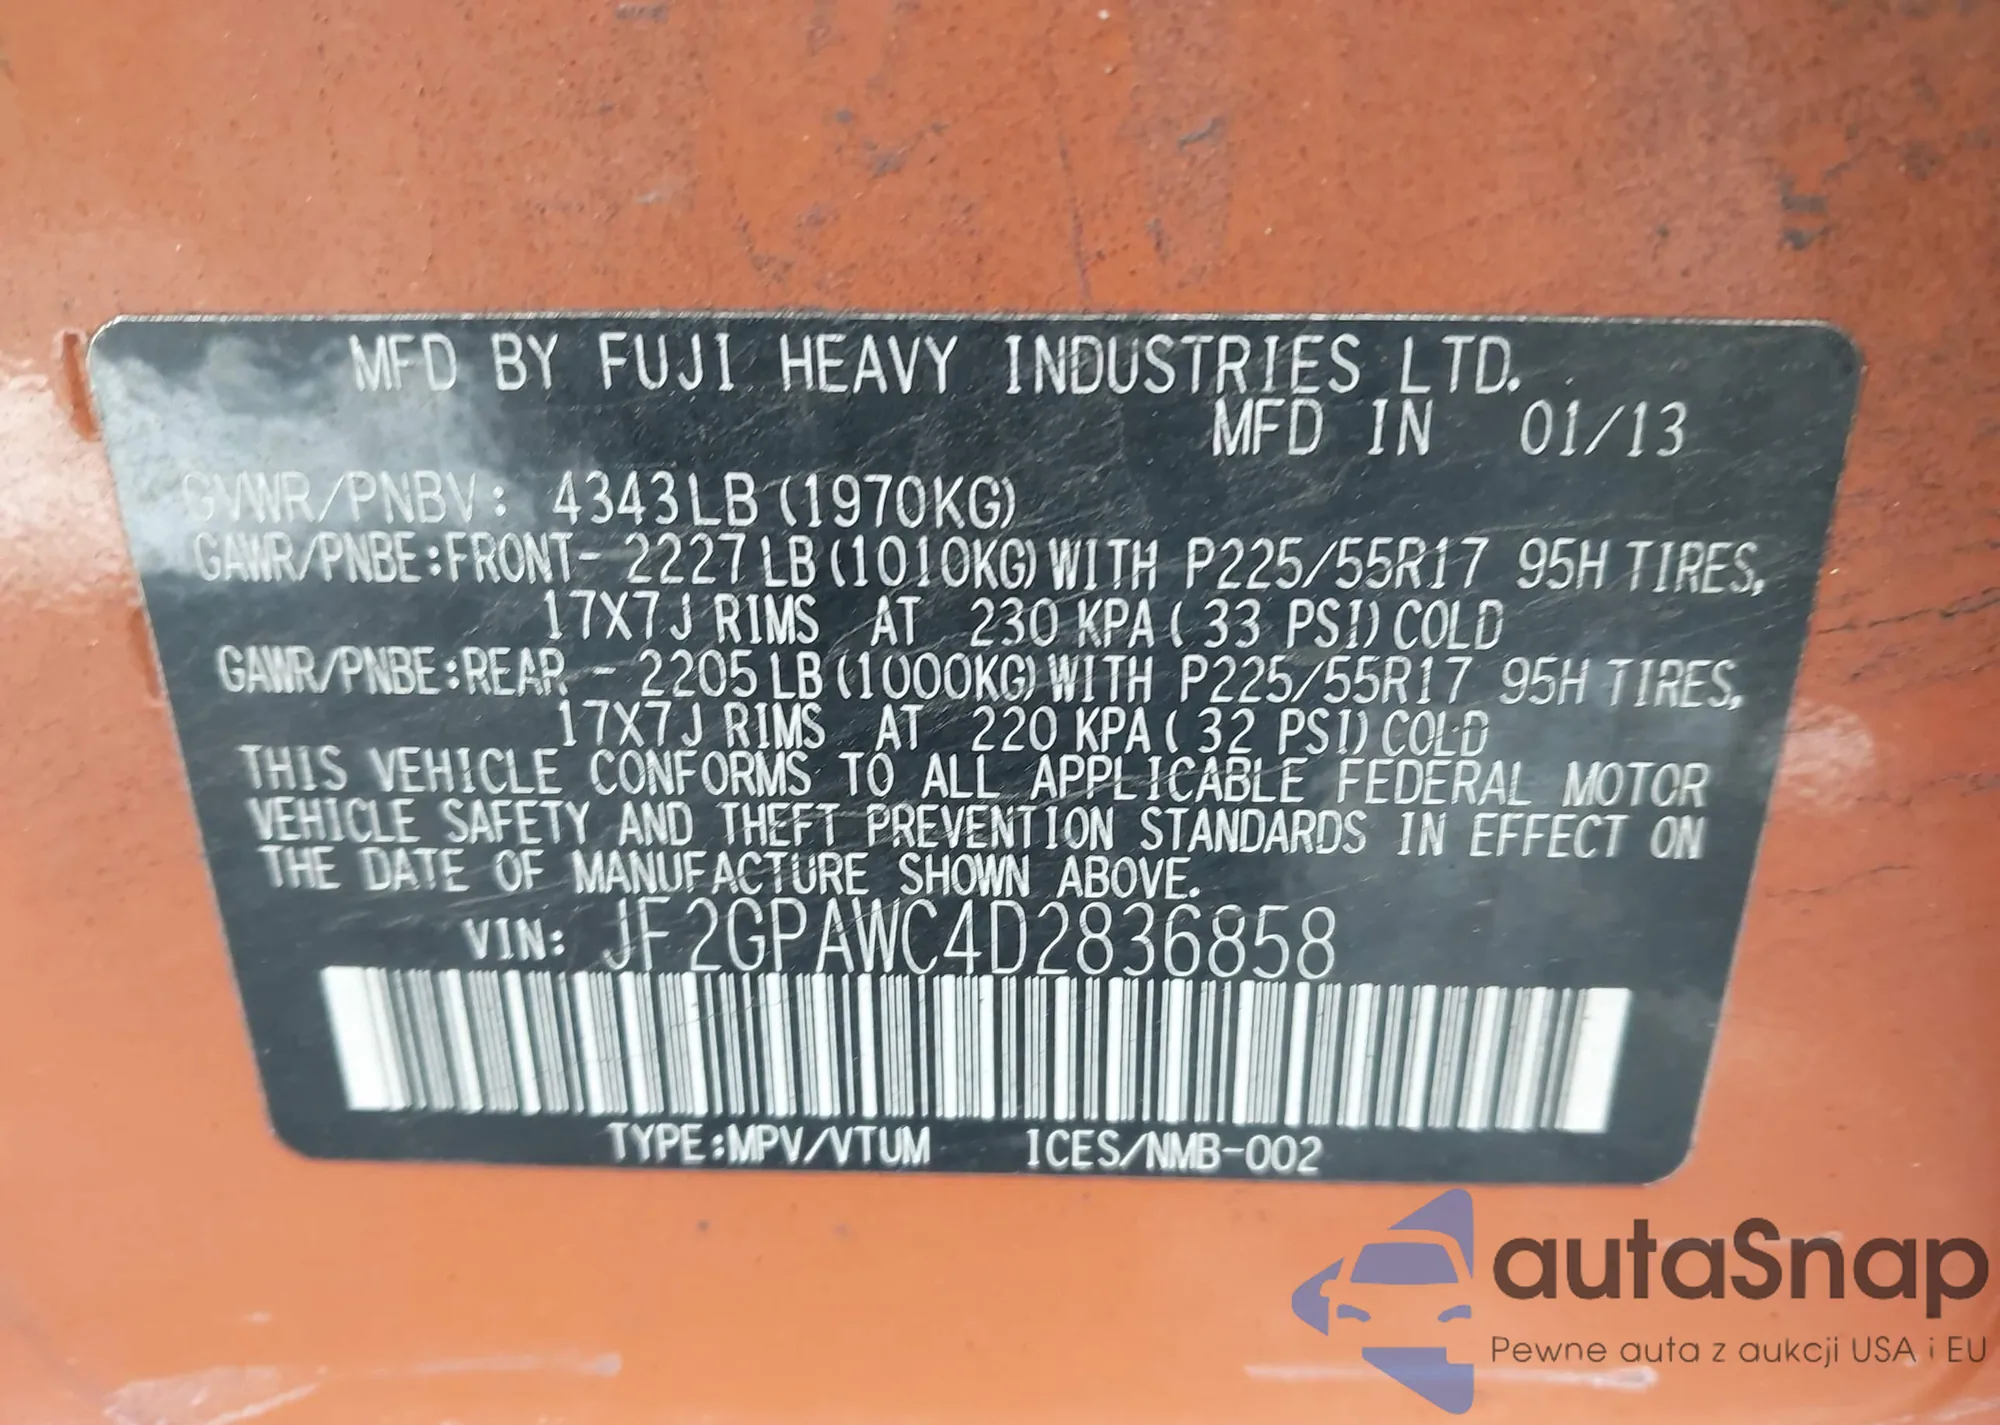 MFD BY FUJI HEAVY INDUSTRIES LTD.
MFD IN 01/13
GVWR/PNBV: 4343LB (1970KG)
GAWR/PNBE:FRONT- 2227LB(1010KG)WITH P225/55R17 95H TIRES,
17X7J RIMS AT 230 KPA( 33 PSI)COLD
GAWR/PNBE:REAR - 2205LB(1000KG)WITH P225/55R17 95H TIRES,
17X7J RIMS AT 220 KPA( 32 PSI)COLD
THIS VEHICLE CONFORMS TO ALL APPLICABLE FEDERAL MOTOR
VEHICLE SAFETY AND THEFT PREVENTION STANDARDS IN EFFECT ON
THE DATE OF MANUFACTURE SHOWN ABOVE.
VIN: JF2GPAWC4D2836858
TYPE:MPV/VTUM ICES/NMB-002
autaSnap
Pewne auta z aukcji USA i EU